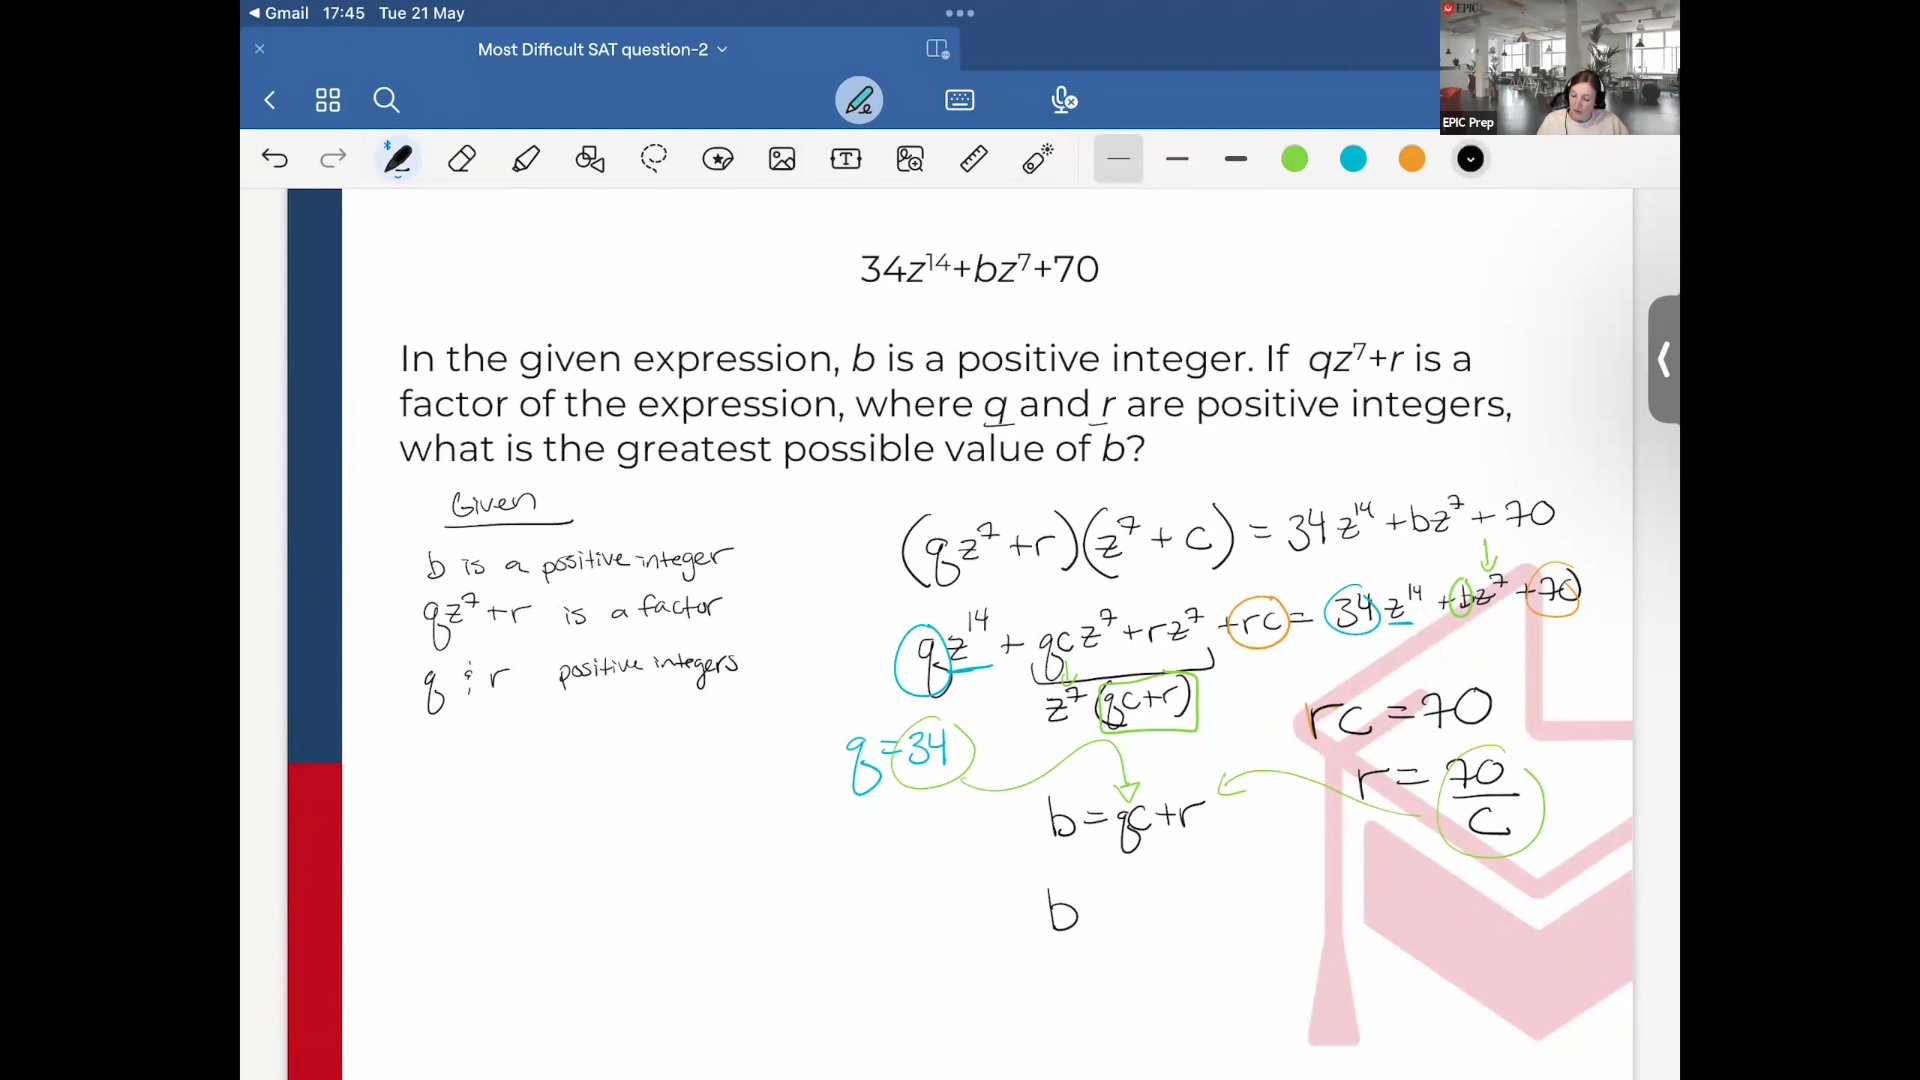 Gmail 17:45 Tue 21 May
Most Difficult SAT question-2
EPIC
EPIC Prep
34z¹⁴+bz⁷+70
In the given expression, b is a positive integer. If qz⁷+r is a
factor of the expression, where q and r are positive integers,
what is the greatest possible value of b?
Given
b is a positive integer
qz⁷+r is a factor
q & r positive integers
(qz⁷+r)(z⁷+c) = 34z¹⁴+bz⁷+70
qz¹⁴ + qcz⁷+rz⁷ +rc = 34z¹⁴ +bz⁷ +70
z⁷(qc+r)
q=34
rc=70
r=70/c
b=qc+r
b